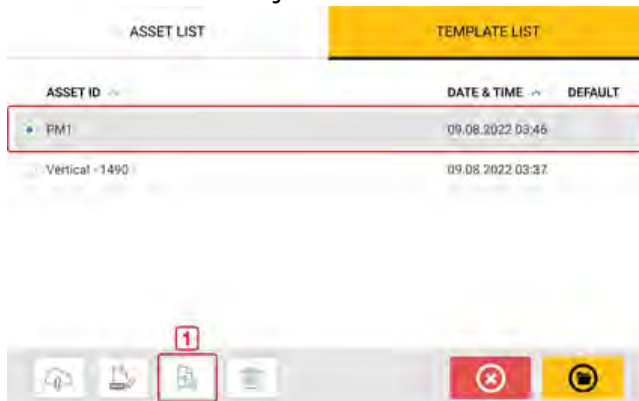 ASSET LIST TEMPLATE LIST
ASSET ID DATE & TIME DEFAULT
PM1 09.08.2022 03:46
Vertical - 1490 09.08.2022 03:37
1